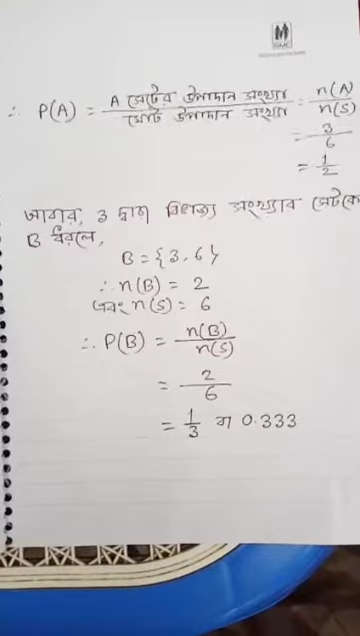 ∴ P(A) = A সেটের উপাদান সংখ্যা / মোট উপাদান সংখ্যা = n(A) / n(S)
= 3/6
= 1/2
আবার, 3 দ্বারা বিভাজ্য সংখ্যার সেটকে
B ধরলে,
B = {3, 6}
∴ n(B) = 2
এবং n(S) = 6
∴ P(B) = n(B) / n(S)
= 2/6
= 1/3 বা 0.333